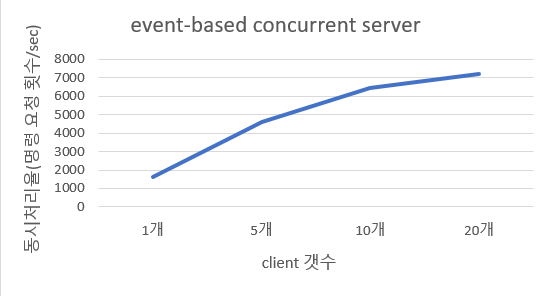 event-based concurrent server
동시처리율(명령 요청 횟수/sec)
8000
7000
6000
5000
4000
3000
2000
1000
0
1개
5개
10개
20개
client 갯수